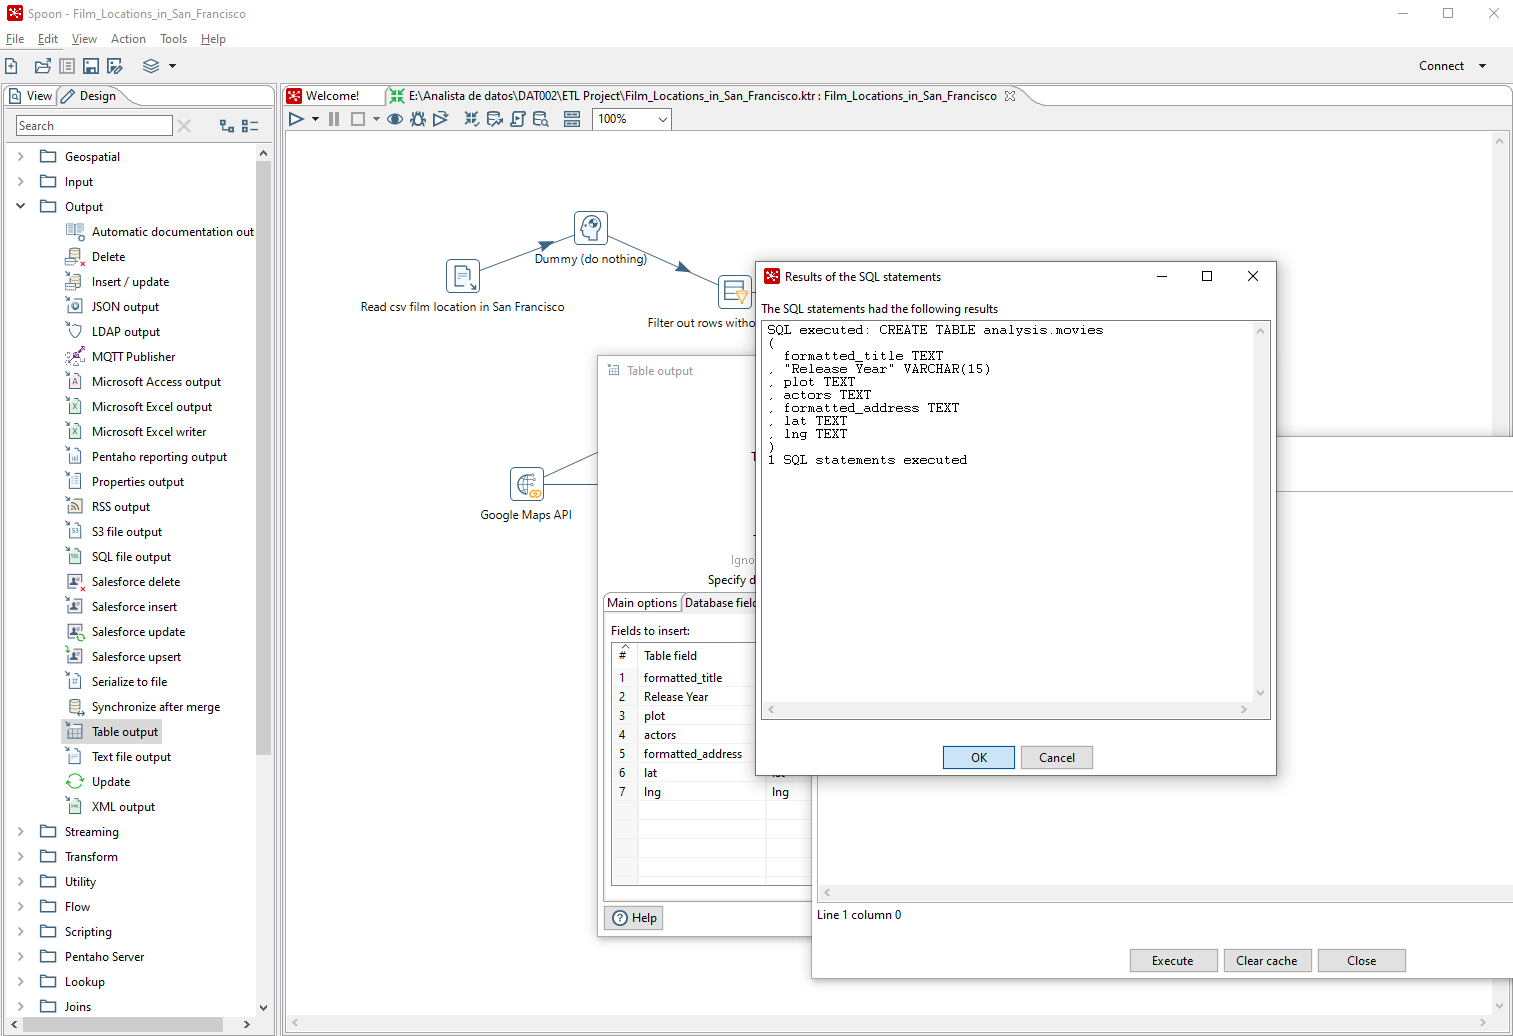 Spoon - Film_Locations_in_San_Francisco
File Edit View Action Tools Help
Connect
View Design
Welcome! E:\Analista de datos\DAT002\ETL Project\Film_Locations_in_San_Francisco.ktr : Film_Locations_in_San_Francisco
Search
100%
Geospatial
Input
Output
Automatic documentation out
Delete
Insert / update
JSON output
LDAP output
MQTT Publisher
Microsoft Access output
Microsoft Excel output
Microsoft Excel writer
Pentaho reporting output
Properties output
RSS output
S3 file output
SQL file output
Salesforce delete
Salesforce insert
Salesforce update
Salesforce upsert
Serialize to file
Synchronize after merge
Table output
Text file output
Update
XML output
Streaming
Transform
Utility
Flow
Scripting
Pentaho Server
Lookup
Joins
Dummy (do nothing)
Read csv film location in San Francisco
Filter out rows witho
Google Maps API
Table output
Igno
Specify d
Main options Database field
Fields to insert:
# Table field
1 formatted_title
2 Release Year
3 plot
4 actors
5 formatted_address
6 lat lat
7 lng lng
Help
Results of the SQL statements
The SQL statements had the following results
SQL executed: CREATE TABLE analysis.movies
(
formatted_title TEXT
, "Release Year" VARCHAR(15)
, plot TEXT
, actors TEXT
, formatted_address TEXT
, lat TEXT
, lng TEXT
)
1 SQL statements executed
OK Cancel
Line 1 column 0
Execute Clear cache Close